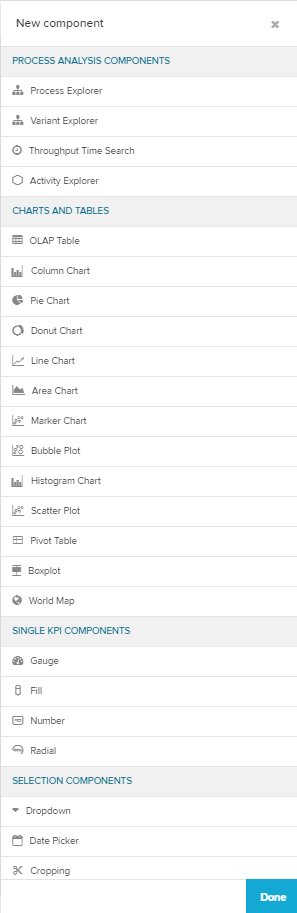 New component
PROCESS ANALYSIS COMPONENTS
Process Explorer
Variant Explorer
Throughput Time Search
Activity Explorer
CHARTS AND TABLES
OLAP Table
Column Chart
Pie Chart
Donut Chart
Line Chart
Area Chart
Marker Chart
Bubble Plot
Histogram Chart
Scatter Plot
Pivot Table
Boxplot
World Map
SINGLE KPI COMPONENTS
Gauge
Fill
Number
Radial
SELECTION COMPONENTS
Dropdown
Date Picker
Cropping
Done